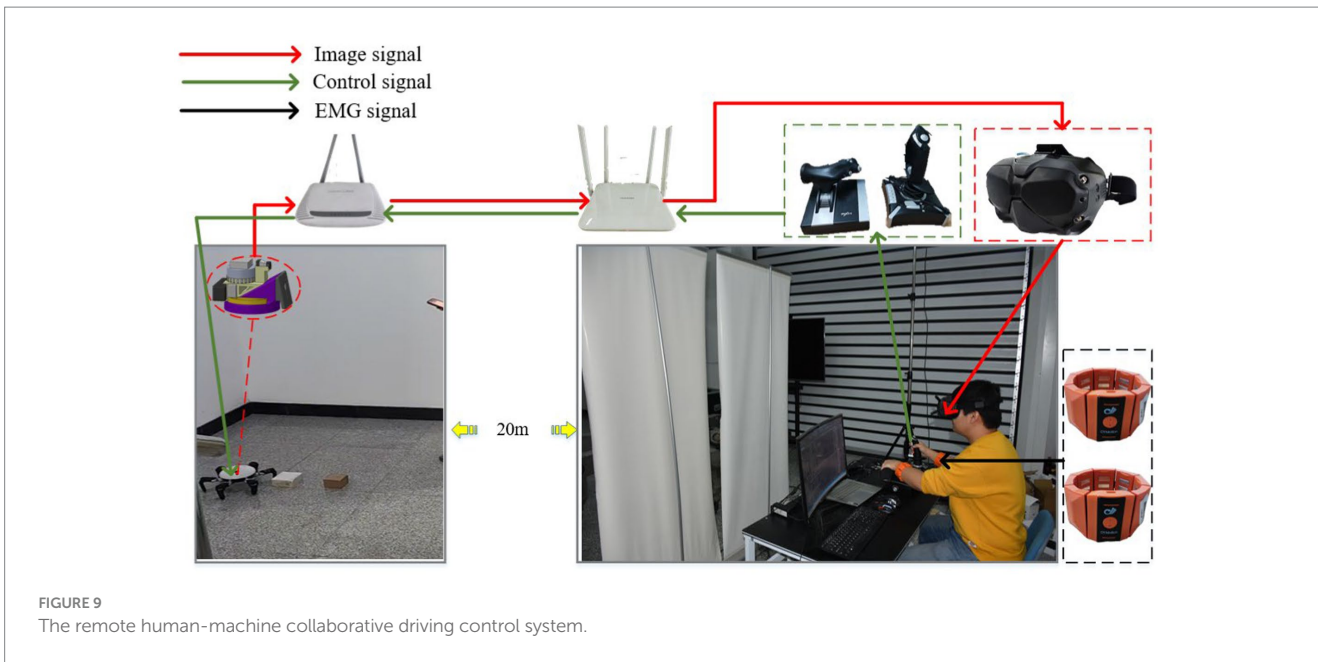 Image signal
Control signal
EMG signal
20m
FIGURE 9
The remote human-machine collaborative driving control system.